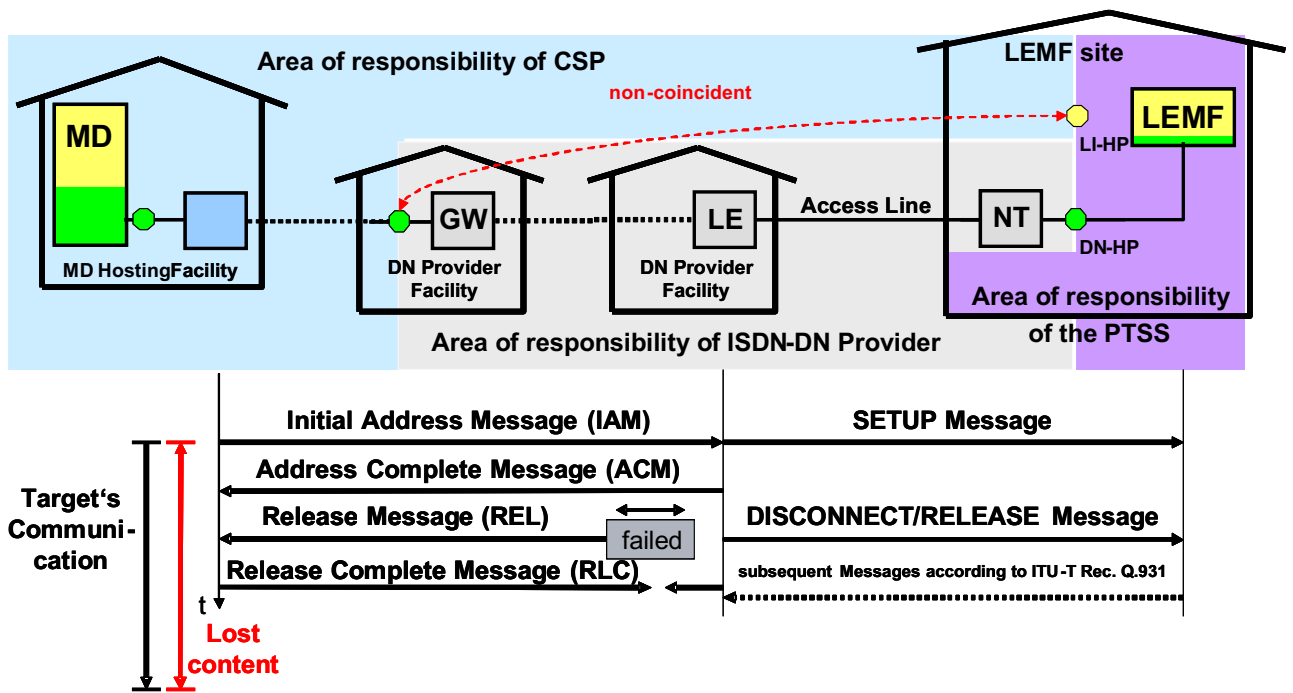 Area of responsibility of CSP
LEMF site
non-coincident
MD
LEMF
LI-HP
GW
LE
Access Line
NT
DN-HP
MD HostingFacility
DN Provider
Facility
DN Provider
Facility
Area of responsibility
of the PTSS
Area of responsibility of ISDN-DN Provider
Initial Address Message (IAM)
SETUP Message
Address Complete Message (ACM)
Target‘s
Communi-
cation
Release Message (REL)
failed
DISCONNECT/RELEASE Message
Release Complete Message (RLC)
subsequent Messages according to ITU-T Rec. Q.931
t
Lost
content